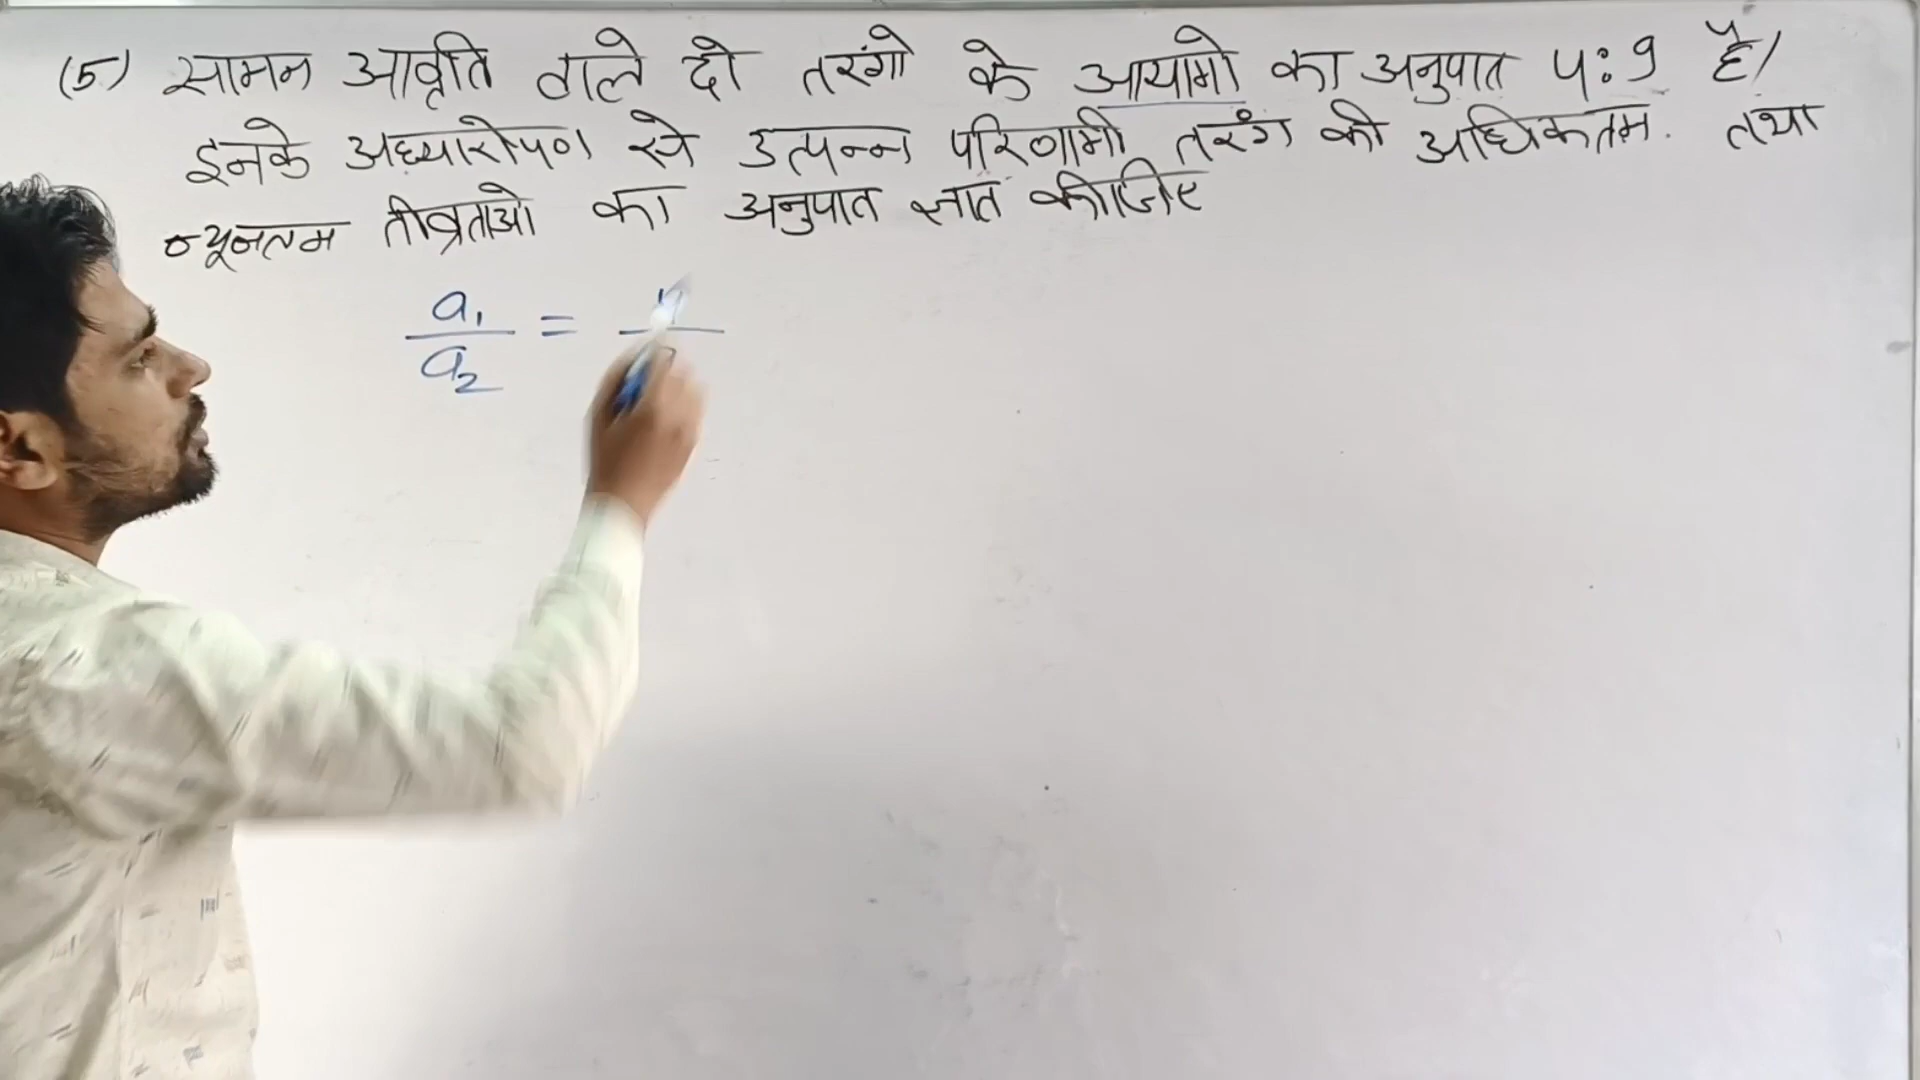 (5) सामन आवृति वाले दो तरंगो के आयामो का अनुपात 4:9 है/
इनके अध्यारोपण से उत्पन्न परिणामी तरंग की अधिकतम. तथा
न्यूनतम तीव्रताओ का अनुपात ज्ञात कीजिए
a₁
a₂ =